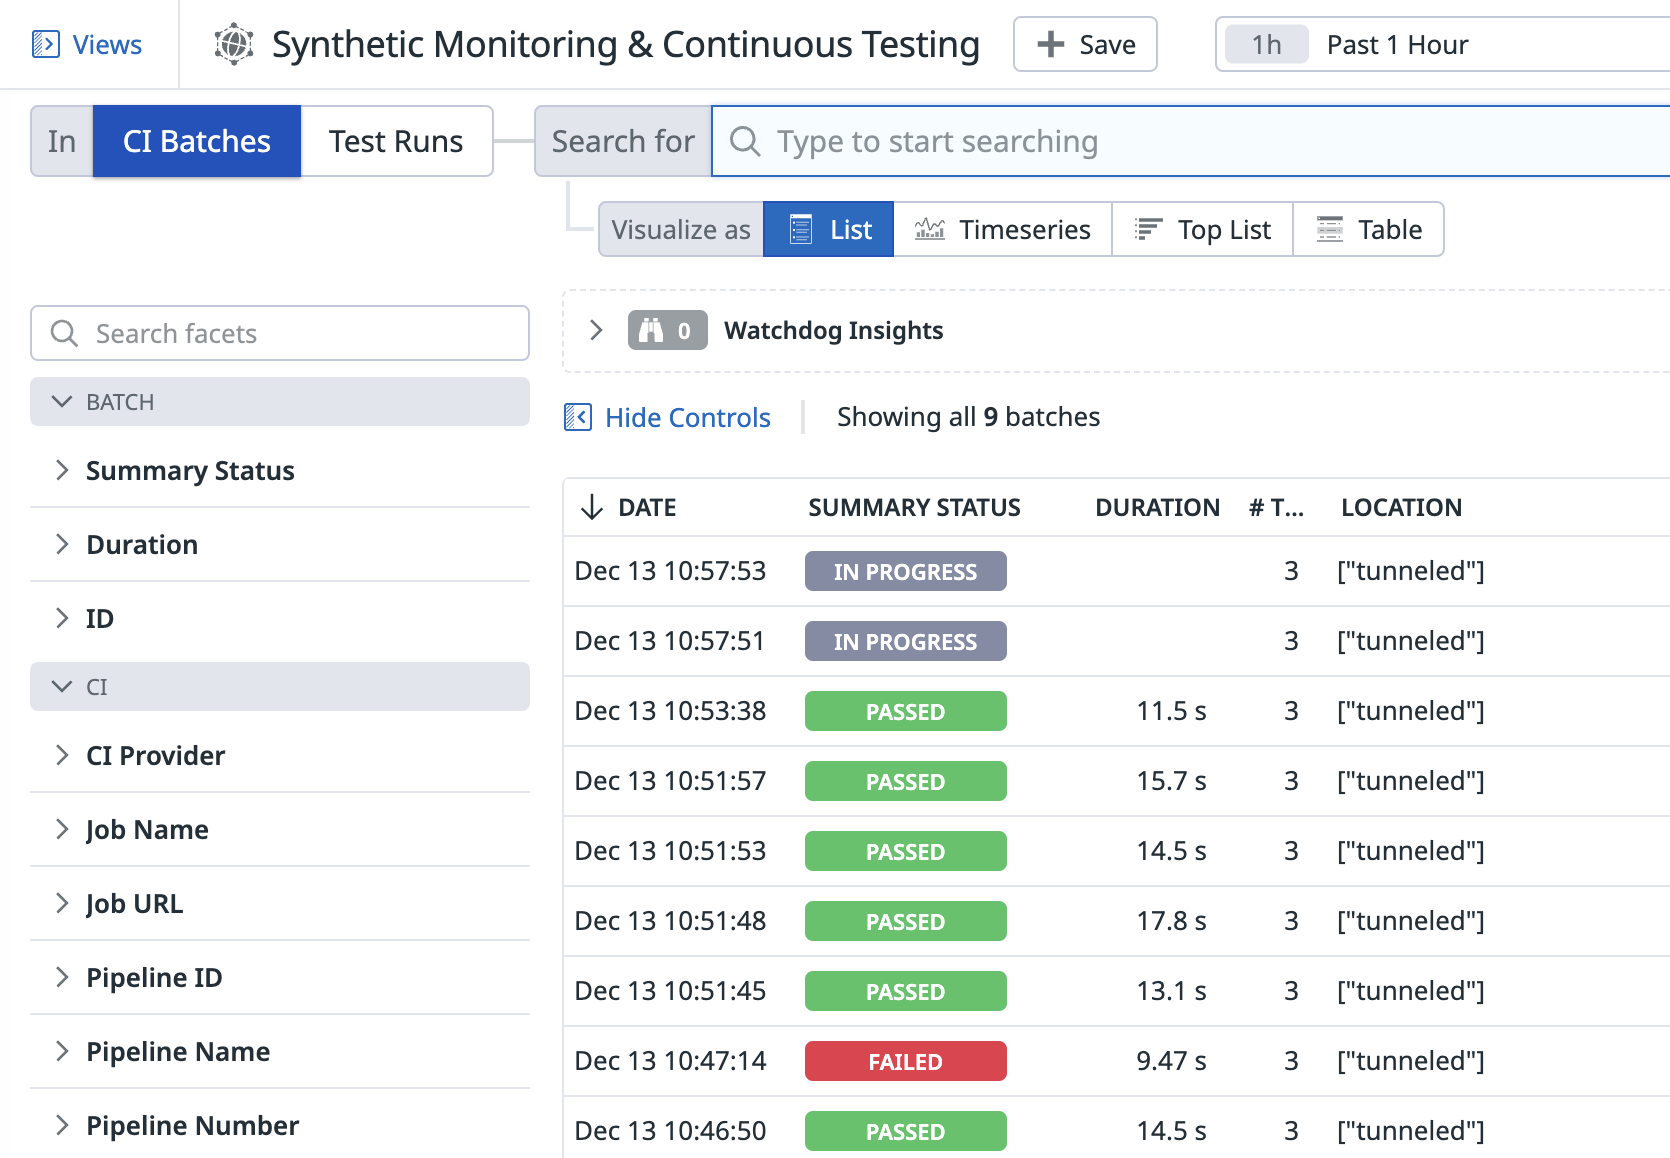 Views
Synthetic Monitoring & Continuous Testing
Save
1h Past 1 Hour
In CI Batches Test Runs
Search for Type to start searching
Visualize as List Timeseries Top List Table
Search facets
BATCH
Summary Status
Duration
ID
CI
CI Provider
Job Name
Job URL
Pipeline ID
Pipeline Name
Pipeline Number
0 Watchdog Insights
Hide Controls Showing all 9 batches
DATE SUMMARY STATUS DURATION # T... LOCATION
Dec 13 10:57:53 IN PROGRESS 3 ["tunneled"]
Dec 13 10:57:51 IN PROGRESS 3 ["tunneled"]
Dec 13 10:53:38 PASSED 11.5 s 3 ["tunneled"]
Dec 13 10:51:57 PASSED 15.7 s 3 ["tunneled"]
Dec 13 10:51:53 PASSED 14.5 s 3 ["tunneled"]
Dec 13 10:51:48 PASSED 17.8 s 3 ["tunneled"]
Dec 13 10:51:45 PASSED 13.1 s 3 ["tunneled"]
Dec 13 10:47:14 FAILED 9.47 s 3 ["tunneled"]
Dec 13 10:46:50 PASSED 14.5 s 3 ["tunneled"]